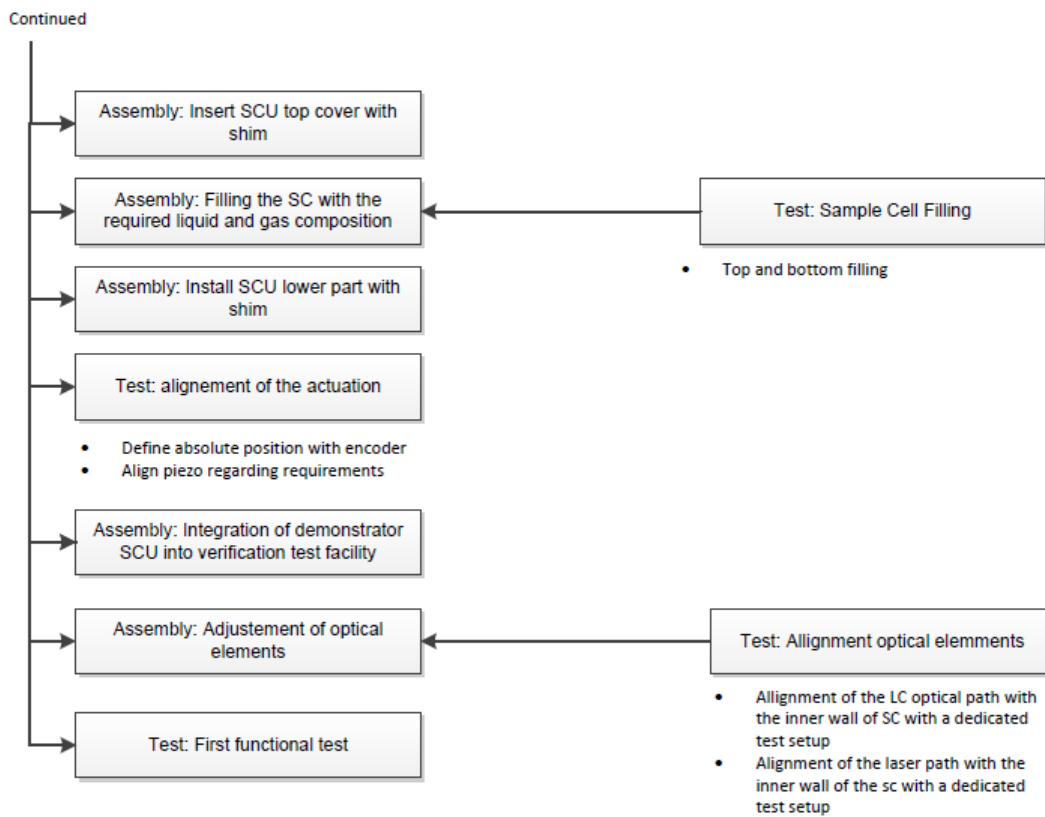 Continued
Assembly: Insert SCU top cover with
shim
Assembly: Filling the SC with the
required liquid and gas composition
Test: Sample Cell Filling
• Top and bottom filling
Assembly: Install SCU lower part with
shim
Test: alignement of the actuation
• Define absolute position with encoder
• Align piezo regarding requirements
Assembly: Integration of demonstrator
SCU into verification test facility
Assembly: Adjustement of optical
elements
Test: Allignment optical elemments
• Allignment of the LC optical path with
the inner wall of SC with a dedicated
test setup
• Alignment of the laser path with the
inner wall of the sc with a dedicated
test setup
Test: First functional test